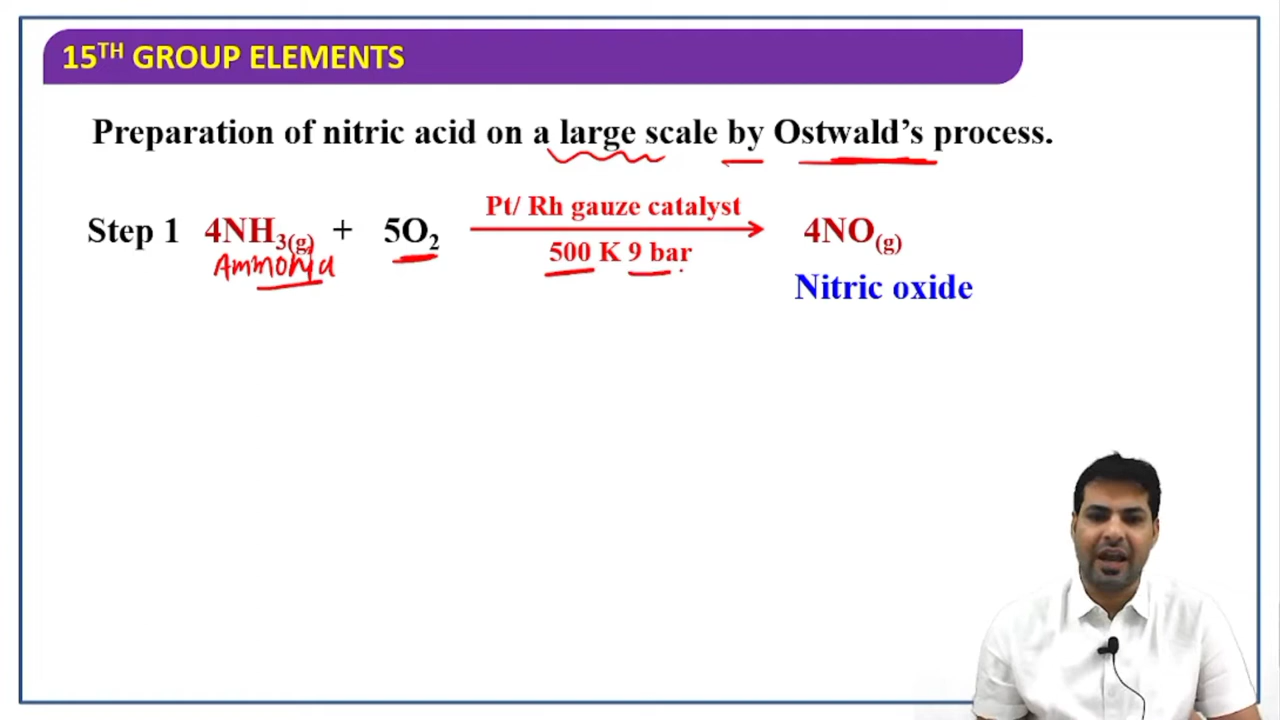 15TH GROUP ELEMENTS
Preparation of nitric acid on a large scale by Ostwald's process.
Pt/ Rh gauze catalyst
Step 1 4NH3(g) + 5O2 → 4NO(g)
500 K 9 bar
Ammonia
Nitric oxide